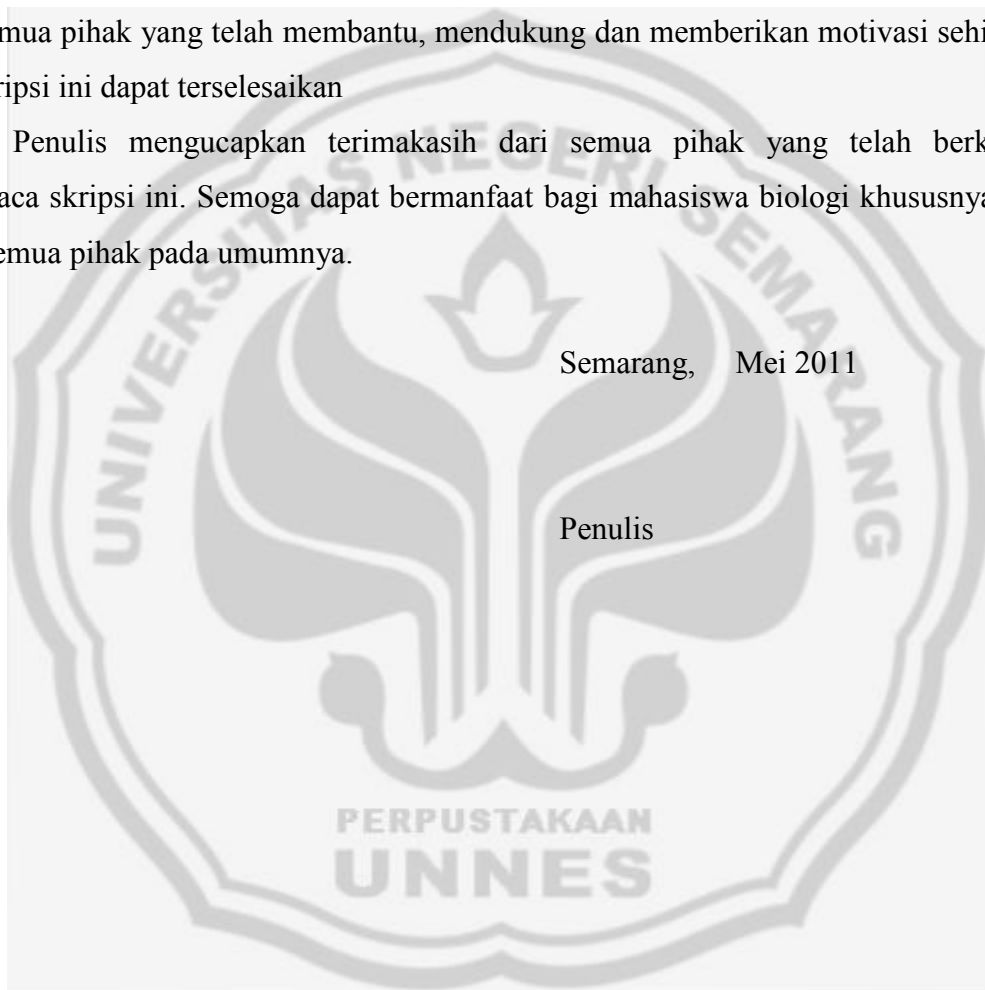 mua pihak yang telah membantu, mendukung dan memberikan motivasi sehi
ripsi ini dapat terselesaikan
Penulis mengucapkan terimakasih dari semua pihak yang telah berk
aca skripsi ini. Semoga dapat bermanfaat bagi mahasiswa biologi khususnya
emua pihak pada umumnya.
Semarang, Mei 2011
Penulis
UNIVERSITAS NEGERI SEMARANG
PERPUSTAKAAN
UNNES